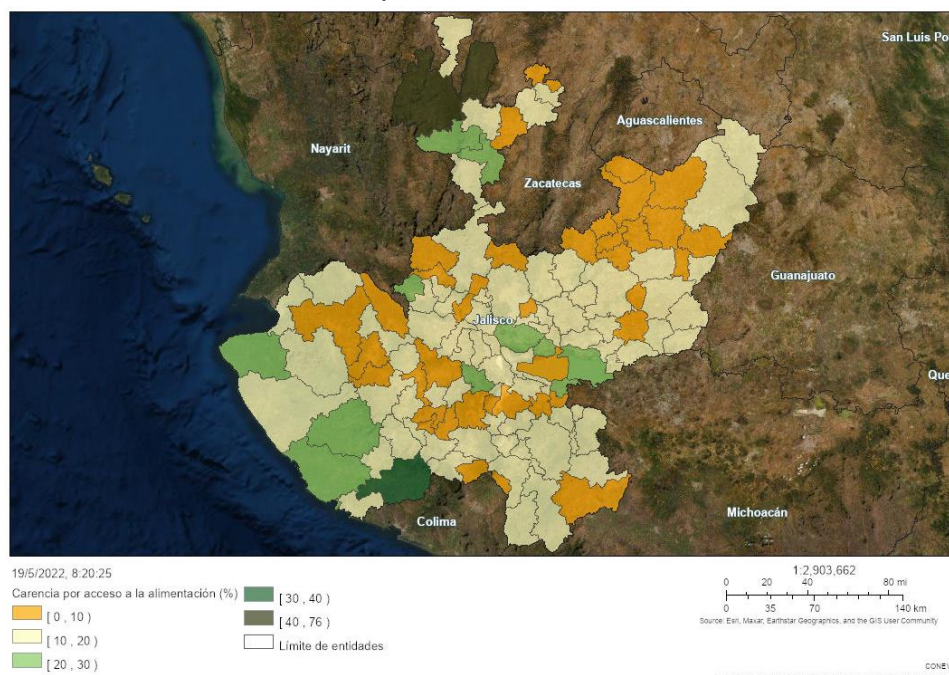 San Luis Po
Aguascalientes
Nayarit
Zacatecas
Guanajuato
Jalisco
Que
Michoacán
Colima
19/5/2022, 8:20:25
Carencia por acceso a la alimentación (%)
[ 0 , 10 )
[ 10 , 20 )
[ 20 , 30 )
[ 30 , 40 )
[ 40 , 76 )
Límite de entidades
1:2,903,662
0 20 40 80 mi
0 35 70 140 km
Source: Esri, Maxar, Earthstar Geographics, and the GIS User Community
CONEV